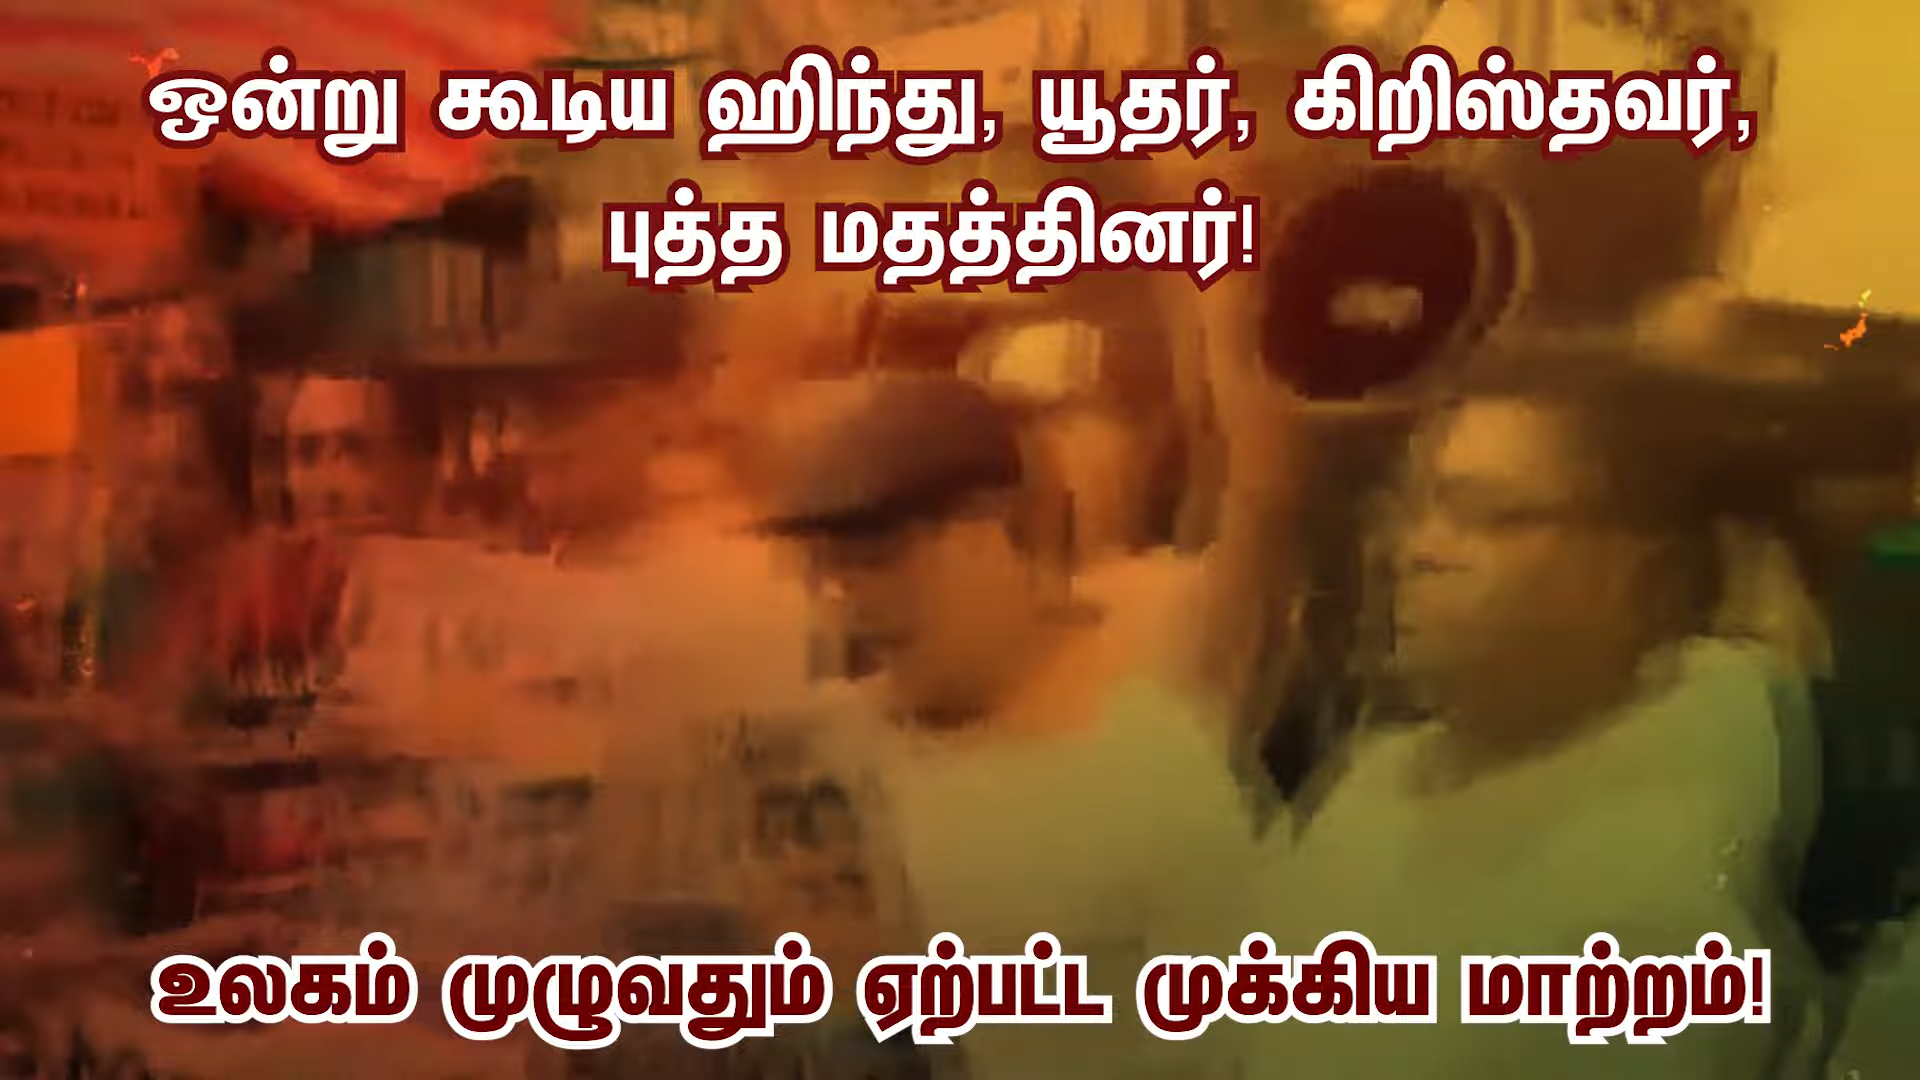 ஒன்று கூடிய ஹிந்து, யூதர், கிறிஸ்தவர்,
புத்த மதத்தினர்!
உலகம் முழுவதும் ஏற்பட்ட முக்கிய மாற்றம்!